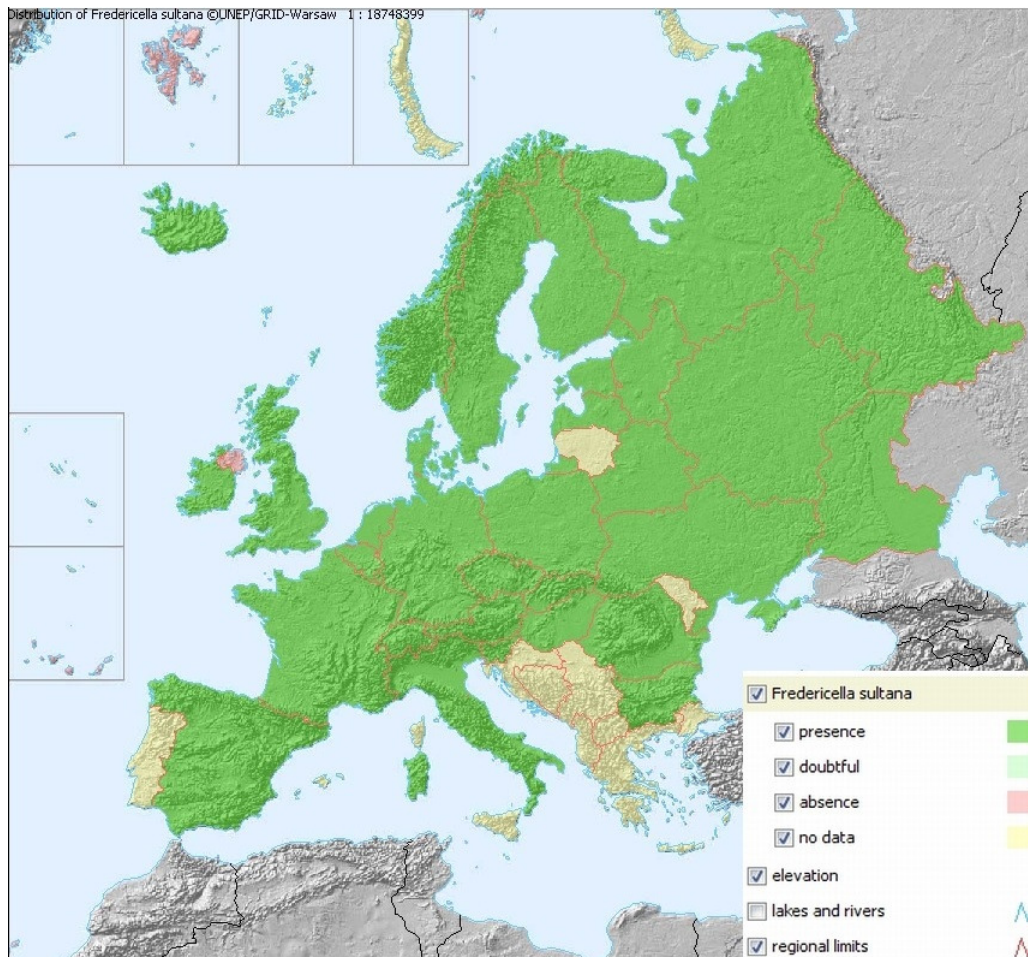 Distribution of Fredericella sultana ©UNEP/GRID-Warsaw 1 : 18748399
Fredericella sultana
presence
doubtful
absence
no data
elevation
lakes and rivers
regional limits